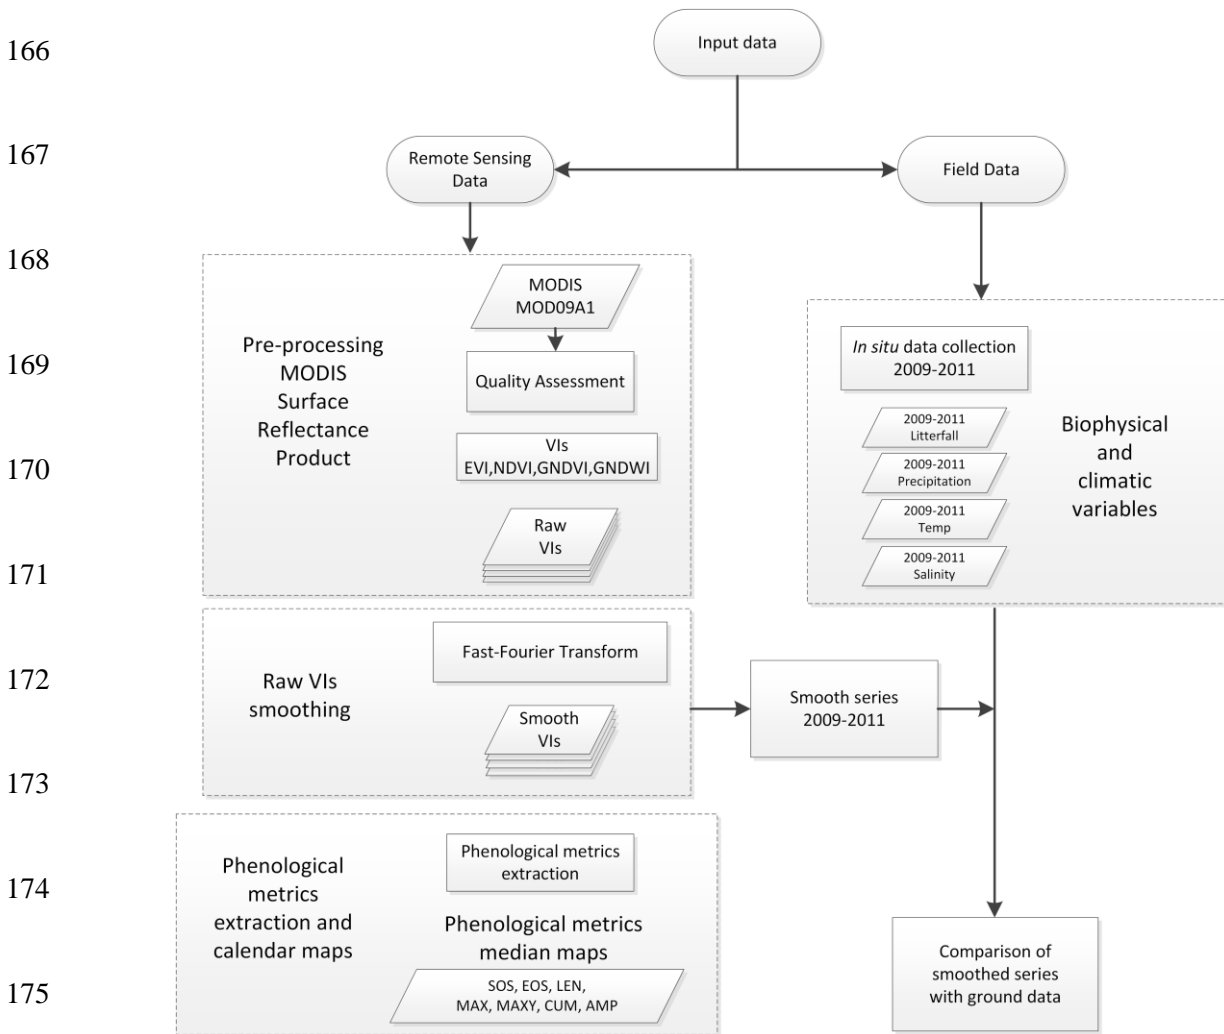 166
Input data
167
Remote Sensing
Data
Field Data
168
MODIS
MOD09A1
Pre-processing
MODIS
Surface
Reflectance
Product
169
Quality Assessment
In situ data collection
2009-2011
170
VIs
EVI,NDVI,GNDVI,GNDWI
2009-2011
Litterfall
2009-2011
Precipitation
2009-2011
Temp
2009-2011
Salinity
Biophysical
and
climatic
variables
171
Raw
VIs
172
Raw VIs
smoothing
Fast-Fourier Transform
Smooth
VIs
Smooth series
2009-2011
173
174
Phenological
metrics
extraction and
calendar maps
Phenological metrics
extraction
Phenological metrics
median maps
175
SOS, EOS, LEN,
MAX, MAXY, CUM, AMP
Comparison of
smoothed series
with ground data